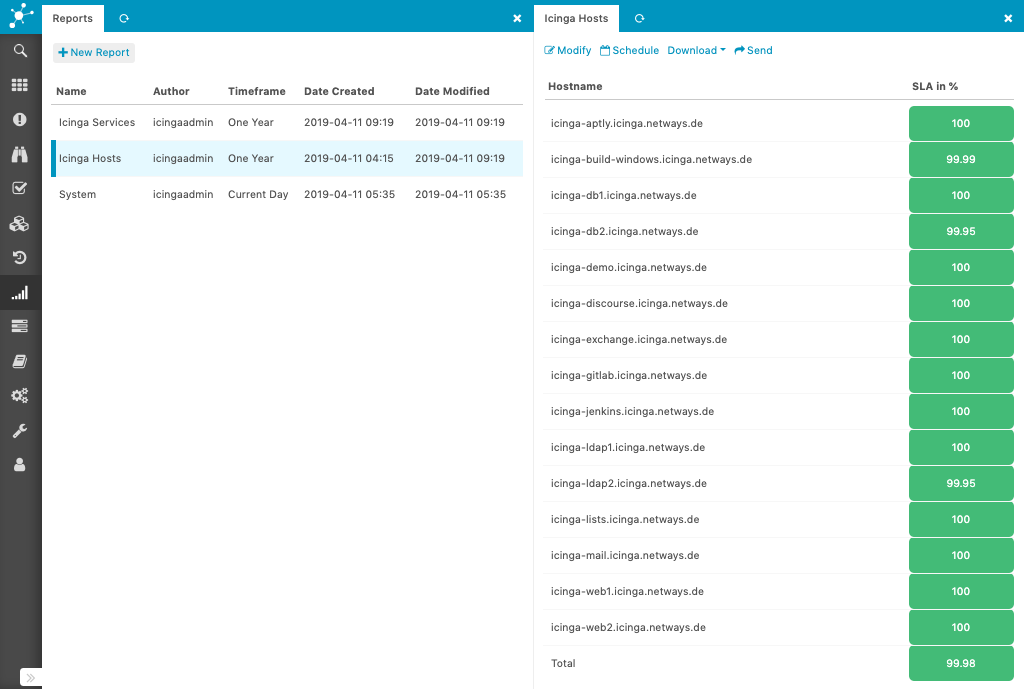 Reports
New Report
Name Author Timeframe Date Created Date Modified
Icinga Services icingaadmin One Year 2019-04-11 09:19 2019-04-11 09:19
Icinga Hosts icingaadmin One Year 2019-04-11 04:15 2019-04-11 09:19
System icingaadmin Current Day 2019-04-11 05:35 2019-04-11 05:35
Icinga Hosts
Modify Schedule Download Send
Hostname SLA in %
icinga-aptly.icinga.netways.de 100
icinga-build-windows.icinga.netways.de 99.99
icinga-db1.icinga.netways.de 100
icinga-db2.icinga.netways.de 99.95
icinga-demo.icinga.netways.de 100
icinga-discourse.icinga.netways.de 100
icinga-exchange.icinga.netways.de 100
icinga-gitlab.icinga.netways.de 100
icinga-jenkins.icinga.netways.de 100
icinga-ldap1.icinga.netways.de 100
icinga-ldap2.icinga.netways.de 99.95
icinga-lists.icinga.netways.de 100
icinga-mail.icinga.netways.de 100
icinga-web1.icinga.netways.de 100
icinga-web2.icinga.netways.de 100
Total 99.98